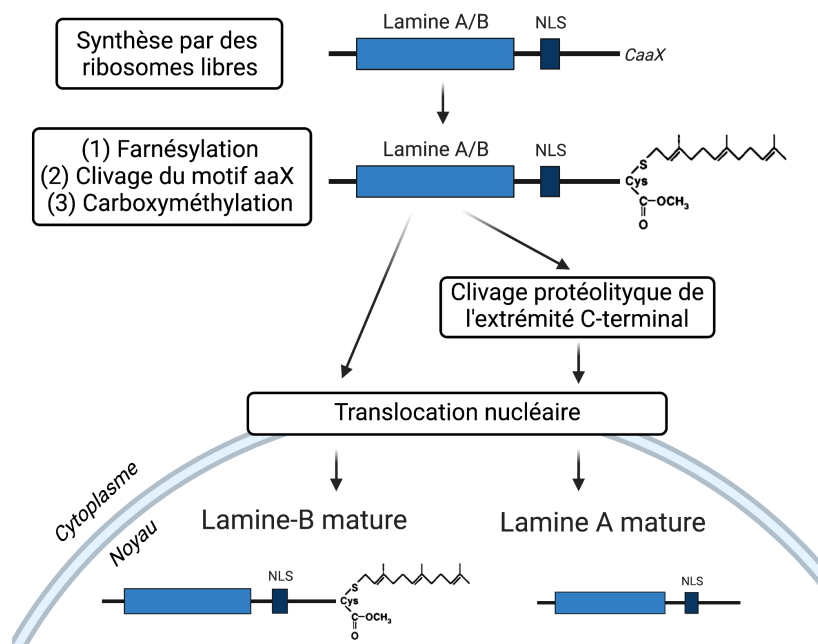 Synthèse par des
ribosomes libres
Lamine A/B
NLS
CaaX
(1) Farnésylation
(2) Clivage du motif aaX
(3) Carboxyméthylation
Lamine A/B
NLS
S
Cys
C-OCH3
O
Clivage protéolityque de
l'extrémité C-terminal
Translocation nucléaire
Cytoplasme
Noyau
Lamine-B mature
Lamine A mature
NLS
S
Cys
C-OCH3
O
NLS